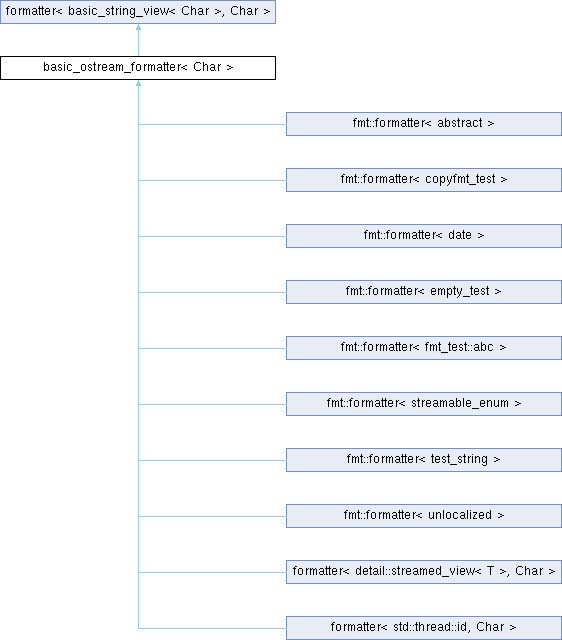 formatter< basic_string_view< Char >, Char >
basic_ostream_formatter< Char >
fmt::formatter< abstract >
fmt::formatter< copyfmt_test >
fmt::formatter< date >
fmt::formatter< empty_test >
fmt::formatter< fmt_test::abc >
fmt::formatter< streamable_enum >
fmt::formatter< test_string >
fmt::formatter< unlocalized >
formatter< detail::streamed_view< T >, Char >
formatter< std::thread::id, Char >